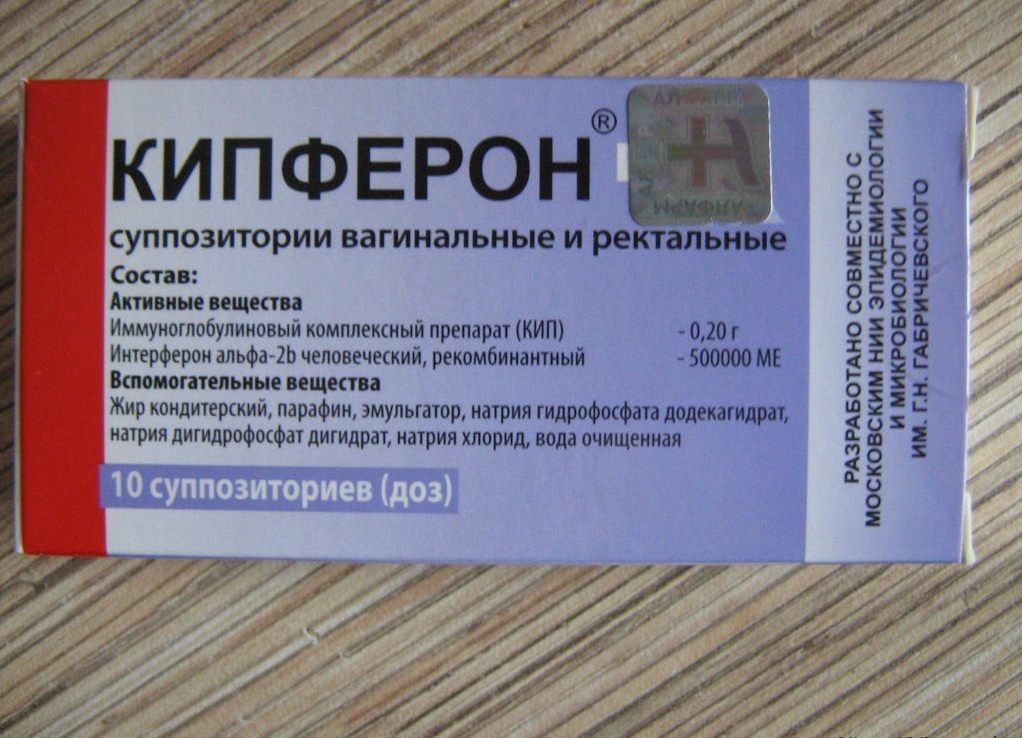 КИПФЕРОН®
суппозитории вагинальные и ректальные
Состав:
Активные вещества
Иммуноглобулиновый комплексный препарат (КИП) - 0,20 г
Интерферон альфа-2b человеческий, рекомбинантный - 500000 МЕ
Вспомогательные вещества
Жир кондитерский, парафин, эмульгатор, натрия гидрофосфата додекагидрат,
натрия дигидрофосфат дигидрат, натрия хлорид, вода очищенная
10 суппозиториев (доз)
РАЗРАБОТАНО СОВМЕСТНО С
МОСКОВСКИМ НИИ ЭПИДЕМИОЛОГИИ
И МИКРОБИОЛОГИИ
ИМ. Г.Н. ГАБРИЧЕВСКОГО